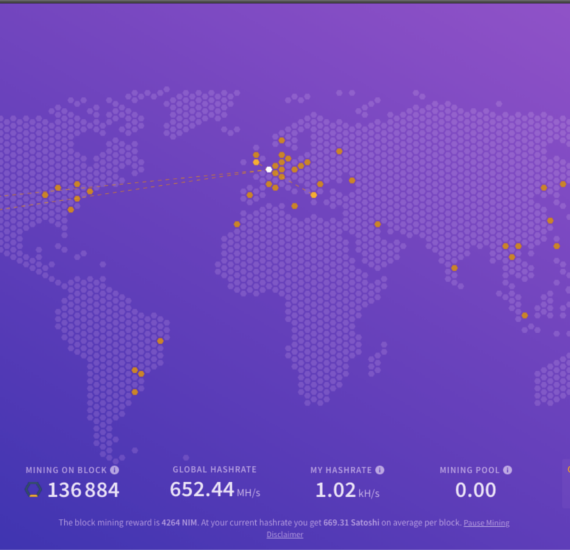 MINING ON BLOCK
136 884
GLOBAL HASHRATE
652.44 MH/s
MY HASHRATE
1.02 kH/s
MINING POOL
0.00
The block mining reward is 4264 NIM. At your current hashrate you get 669.31 Satoshi on average per block. Pause Mining
Disclaimer